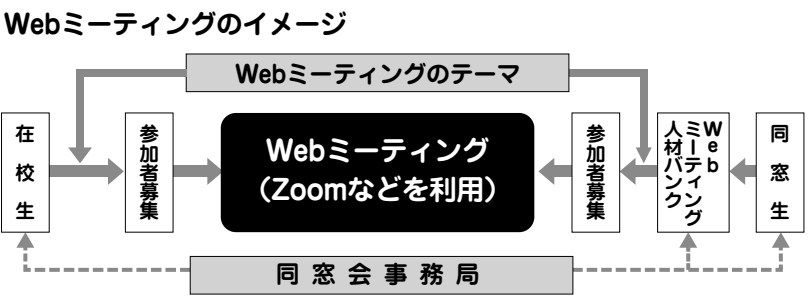 Webミーティングのイメージ
Webミーティングのテーマ
在校生
参加者募集
Webミーティング
（Zoomなどを利用）
参加者募集
Web
ミーティング
人材バンク
同窓生
同窓会事務局